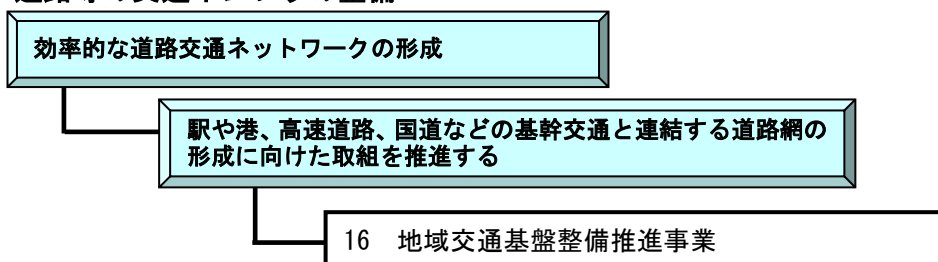 効率的な道路交通ネットワークの形成
駅や港、高速道路、国道などの基幹交通と連結する道路網の
形成に向けた取組を推進する
16 地域交通基盤整備推進事業